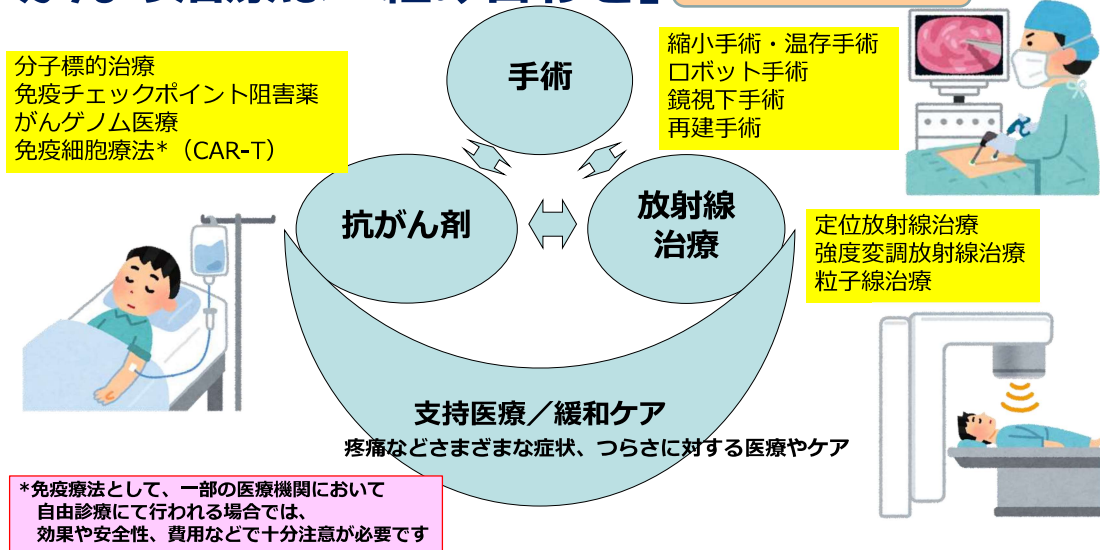 手術
分子標的治療
免疫チェックポイント阻害薬
がんゲノム医療
免疫細胞療法*（CAR-T）
縮小手術・温存手術
ロボット手術
鏡視下手術
再建手術
抗がん剤
放射線
治療
定位放射線治療
強度変調放射線治療
粒子線治療
支持医療／緩和ケア
疼痛などさまざまな症状、つらさに対する医療やケア
*免疫療法として、一部の医療機関において
自由診療にて行われる場合では、
効果や安全性、費用などで十分注意が必要です